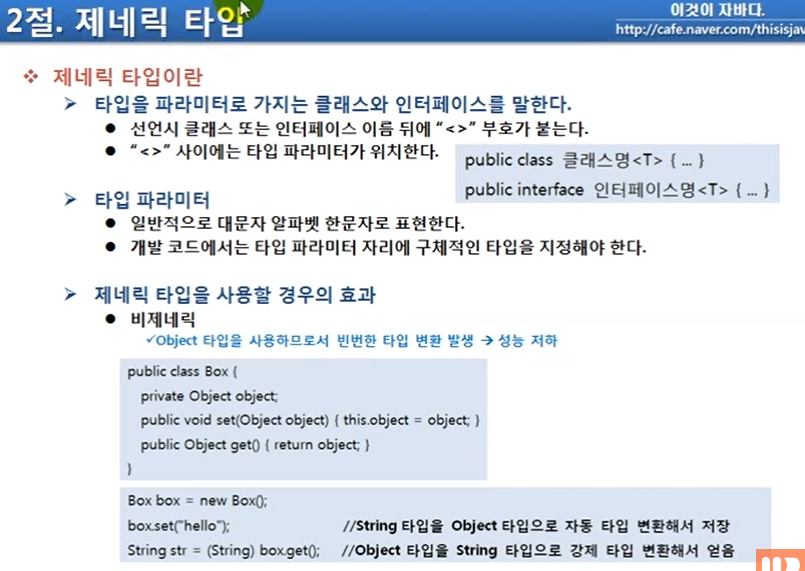 2절. 제네릭 타입
이것이 자바다.
http://cafe.naver.com/thisisjav
❖ 제네릭 타입이란
➢ 타입을 파라미터로 가지는 클래스와 인터페이스를 말한다.
● 선언시 클래스 또는 인터페이스 이름 뒤에 “<>” 부호가 붙는다.
● “<>” 사이에는 타입 파라미터가 위치한다.
public class 클래스명<T> { ... }
public interface 인터페이스명<T> { ... }
➢ 타입 파라미터
● 일반적으로 대문자 알파벳 한문자로 표현한다.
● 개발 코드에서는 타입 파라미터 자리에 구체적인 타입을 지정해야 한다.
➢ 제네릭 타입을 사용할 경우의 효과
● 비제네릭
✓Object 타입을 사용하므로서 빈번한 타입 변환 발생 → 성능 저하
public class Box {
private Object object;
public void set(Object object) { this.object = object; }
public Object get() { return object; }
}
Box box = new Box();
box.set("hello"); //String 타입을 Object 타입으로 자동 타입 변환해서 저장
String str = (String) box.get(); //Object 타입을 String 타입으로 강제 타입 변환해서 얻음